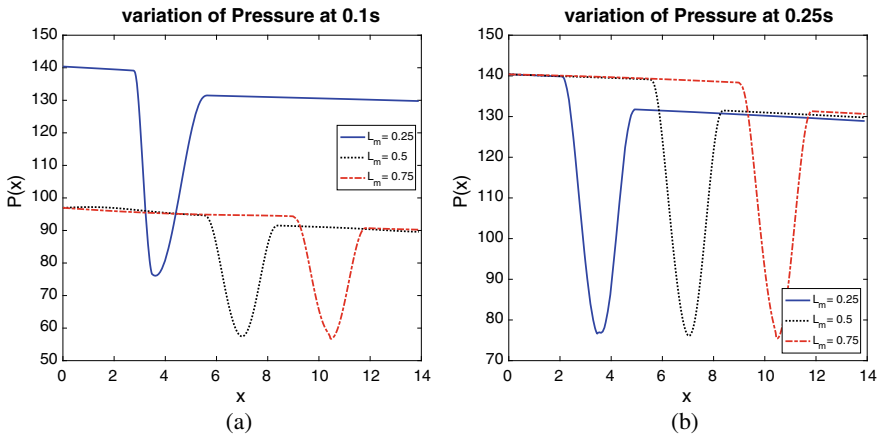 variation of Pressure at 0.1s
150
140
130
120
110
100
90
80
70
60
50
P(x)
0 2 4 6 8 10 12 14
x
L_m = 0.25
L_m = 0.5
L_m = 0.75
(a)
variation of Pressure at 0.25s
150
140
130
120
110
100
90
80
70
P(x)
0 2 4 6 8 10 12 14
x
L_m = 0.25
L_m = 0.5
L_m = 0.75
(b)